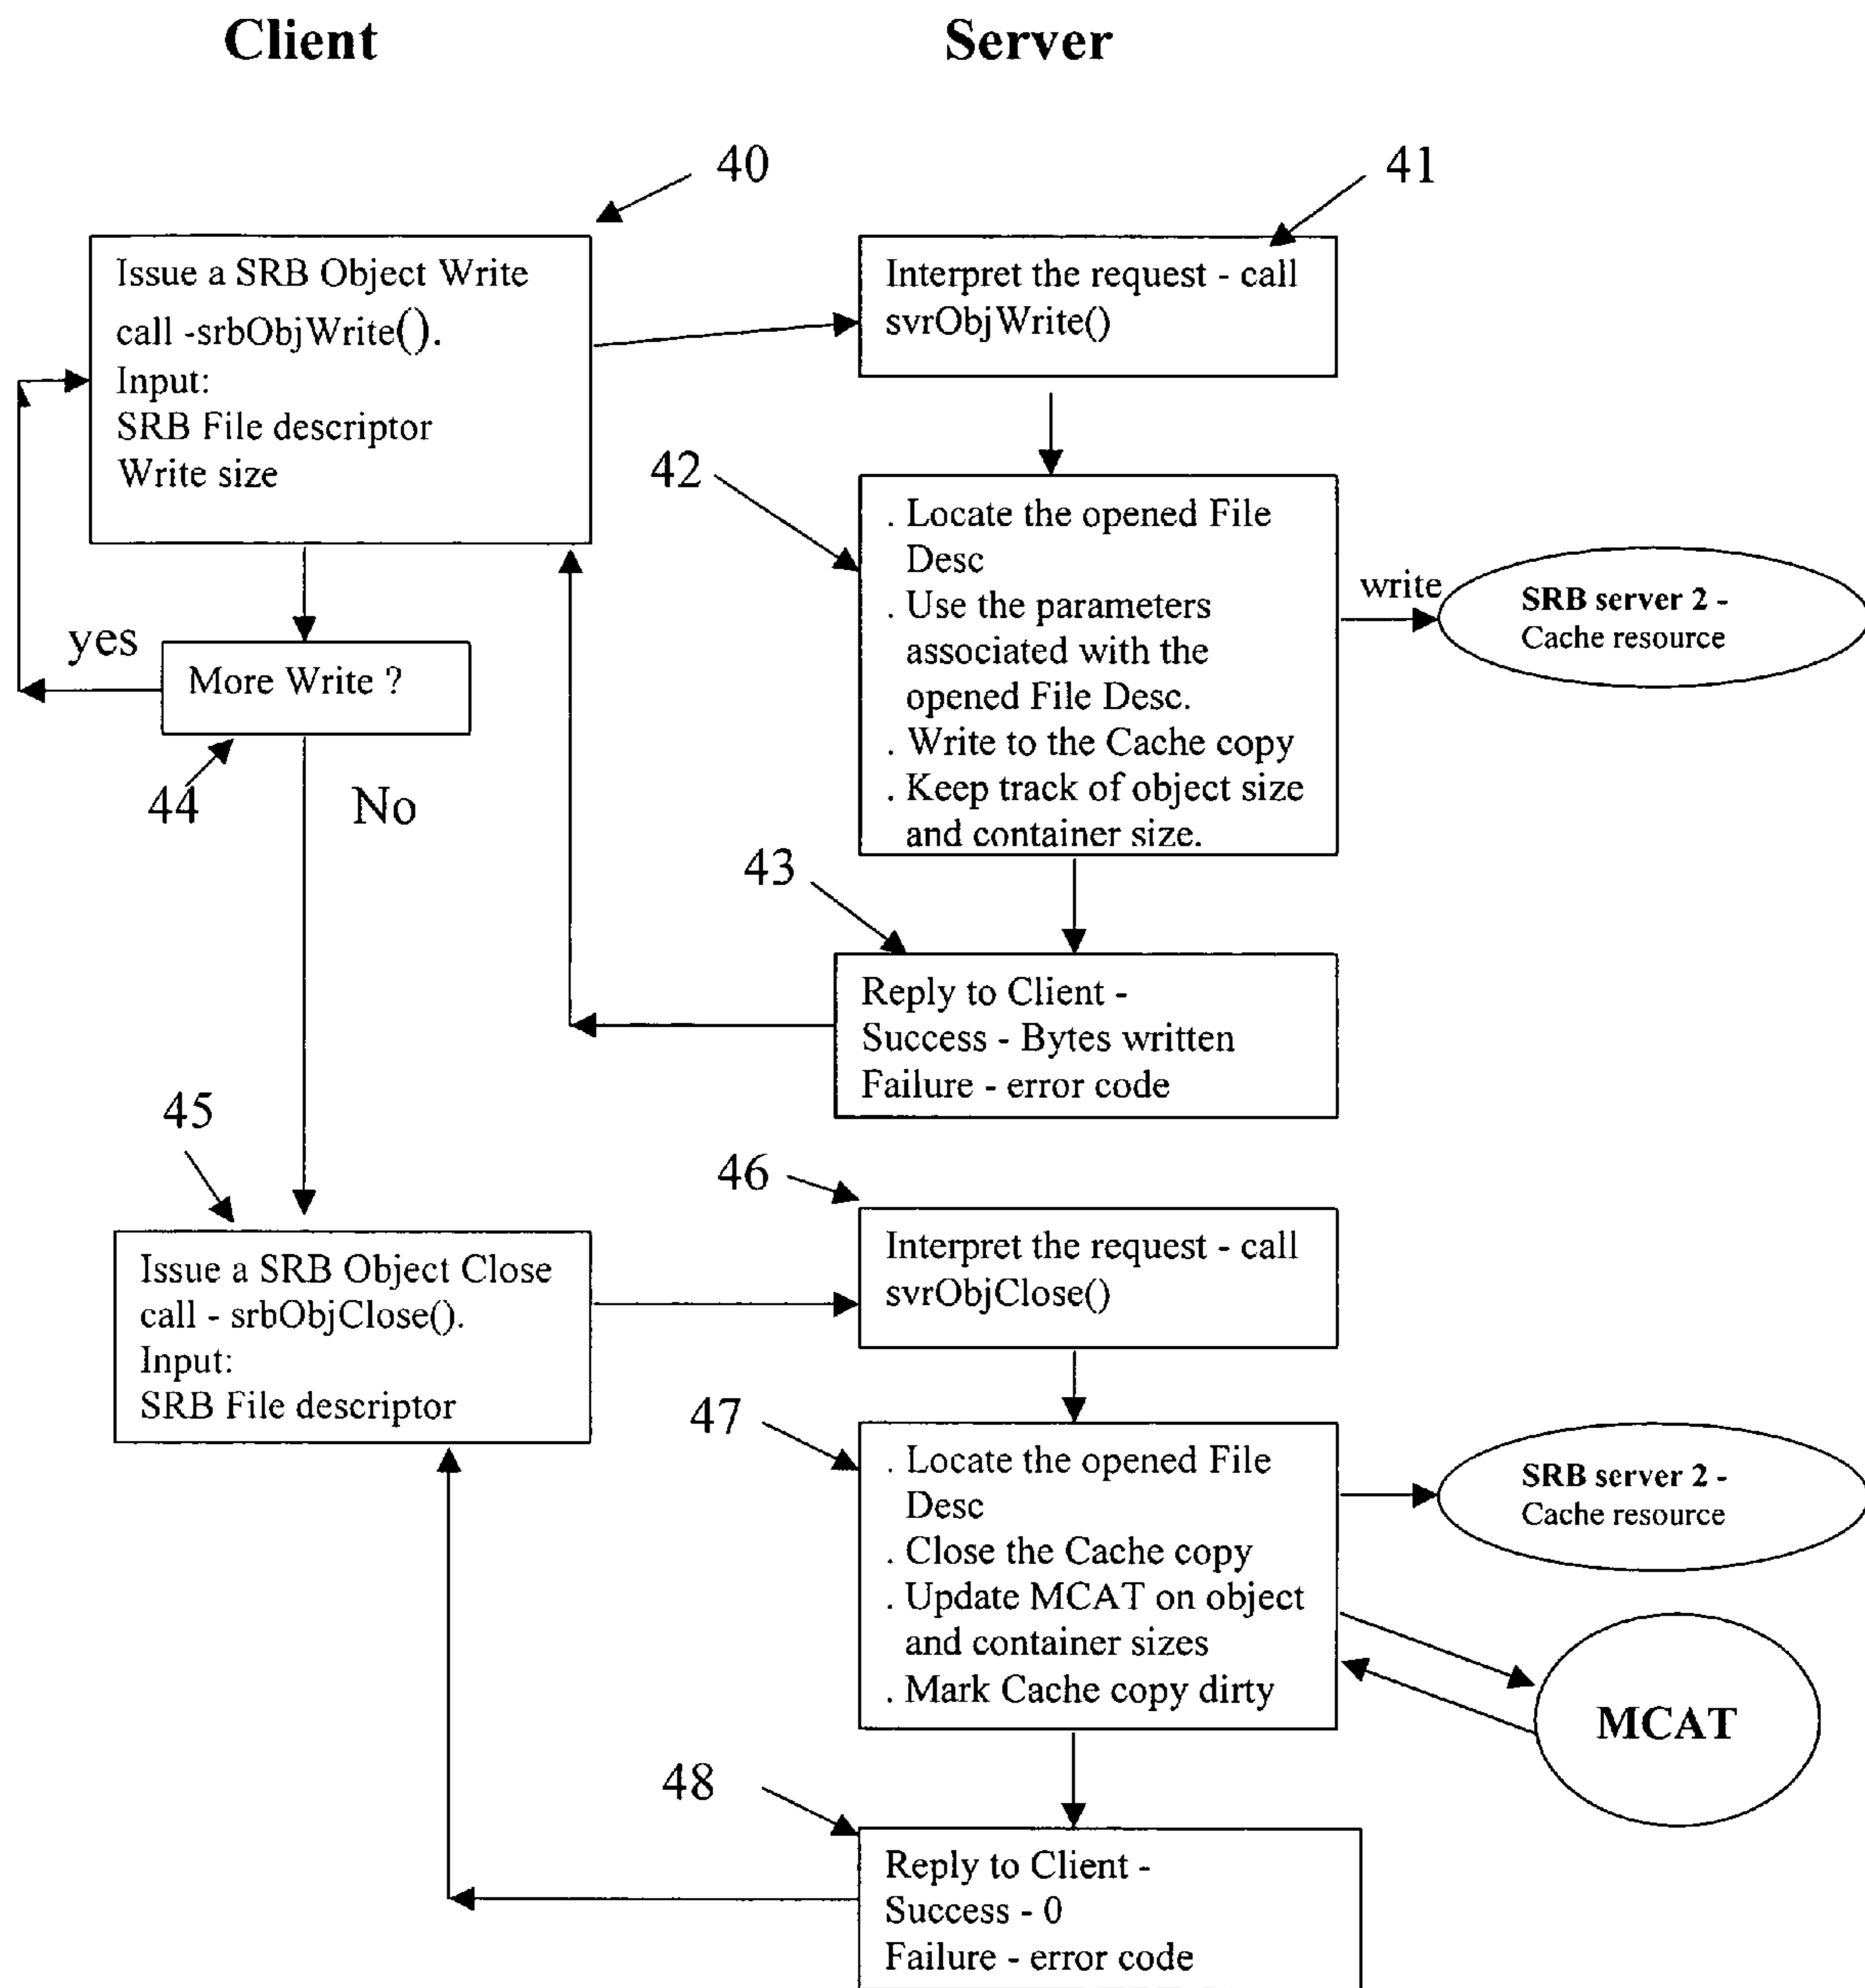 Client
Server
40
41
Issue a SRB Object Write
call -srbObjWrite().
Input:
SRB File descriptor
Write size
Interpret the request - call
svrObjWrite()
42
. Locate the opened File
Desc
. Use the parameters
associated with the
opened File Desc.
. Write to the Cache copy
. Keep track of object size
and container size.
write
SRB server 2 -
Cache resource
yes
More Write ?
44
No
43
Reply to Client -
Success - Bytes written
Failure - error code
45
46
Issue a SRB Object Close
call - srbObjClose().
Input:
SRB File descriptor
Interpret the request - call
svrObjClose()
47
. Locate the opened File
Desc
. Close the Cache copy
. Update MCAT on object
and container sizes
. Mark Cache copy dirty
SRB server 2 -
Cache resource
MCAT
48
Reply to Client -
Success - 0
Failure - error code